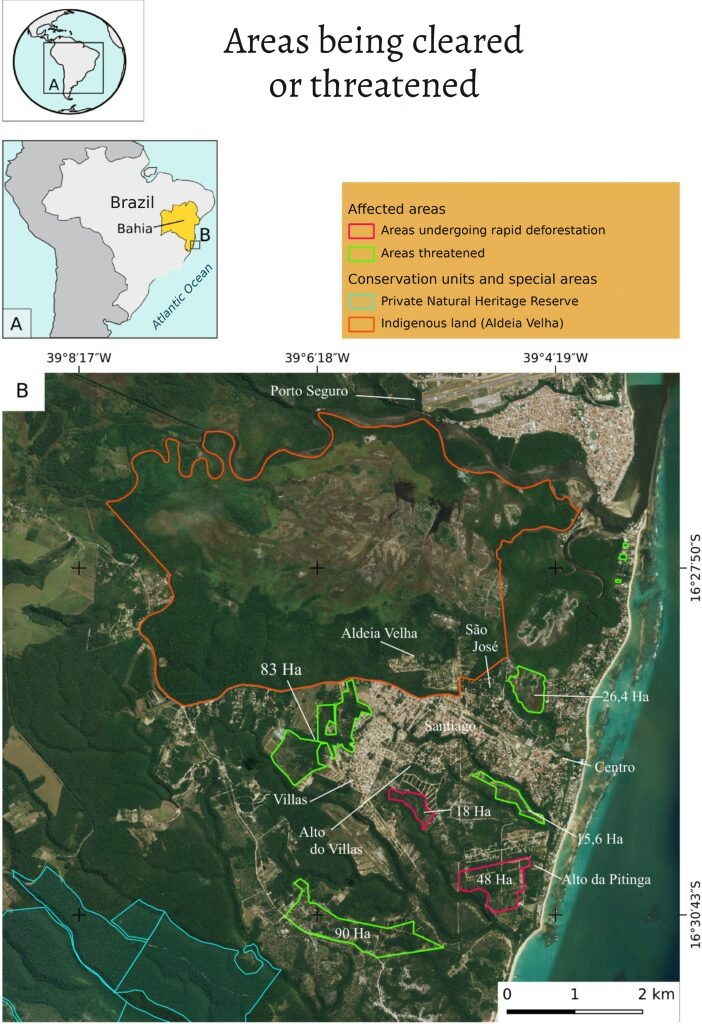 Areas being cleared
or threatened
A
Brazil
Bahia
B
Atlantic Ocean
A
Affected areas
Areas undergoing rapid deforestation
Areas threatened
Conservation units and special areas
Private Natural Heritage Reserve
Indigenous land (Aldeia Velha)
39°8'17"W
39°6'18"W
39°4'19"W
B
Porto Seguro
16°27'50"S
Aldeia Velha
São
José
83 Ha
26,4 Ha
Santiago
Centro
Villas
18 Ha
Alto
do Villas
15,6 Ha
48 Ha
Alto da Pitinga
90 Ha
16°30'43"S
0 1 2 km